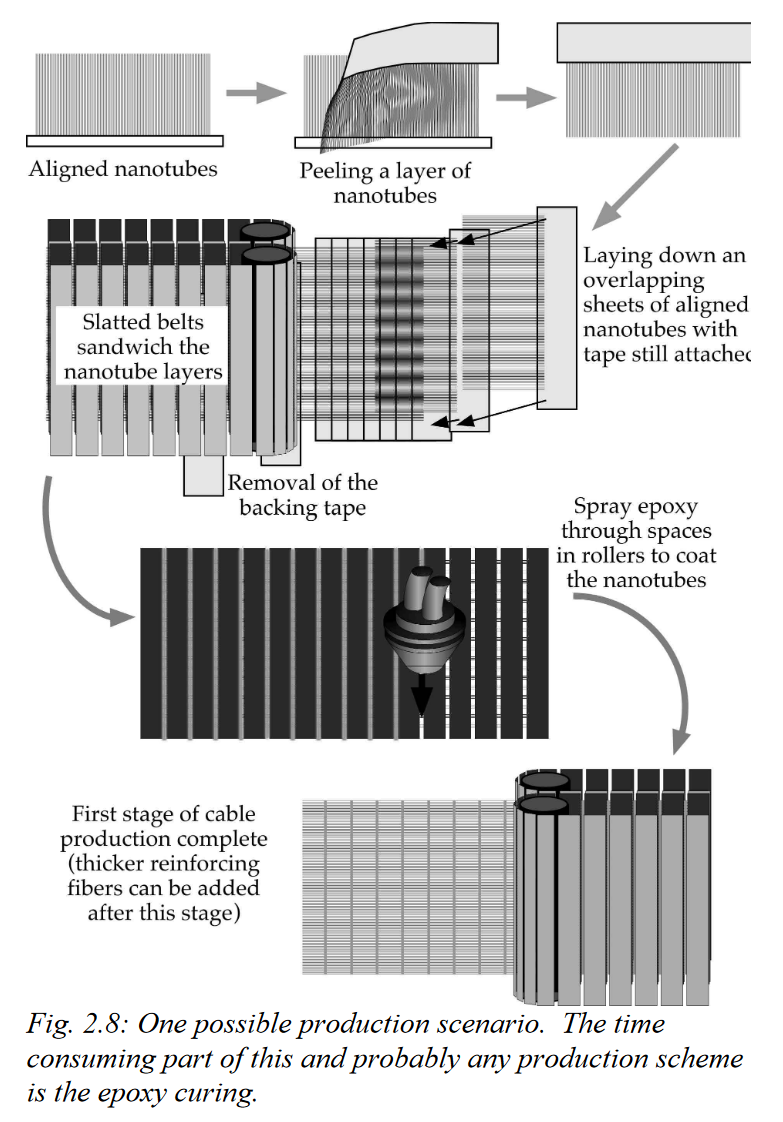 Aligned nanotubes
Peeling a layer of
nanotubes
Laying down an
overlapping
sheets of aligned
nanotubes with
tape still attached
Slatted belts
sandwich the
nanotube layers
Removal of the
backing tape
Spray epoxy
through spaces
in rollers to coat
the nanotubes
First stage of cable
production complete
(thicker reinforcing
fibers can be added
after this stage)
Fig. 2.8: One possible production scenario.  The time
consuming part of this and probably any production scheme
is the epoxy curing.